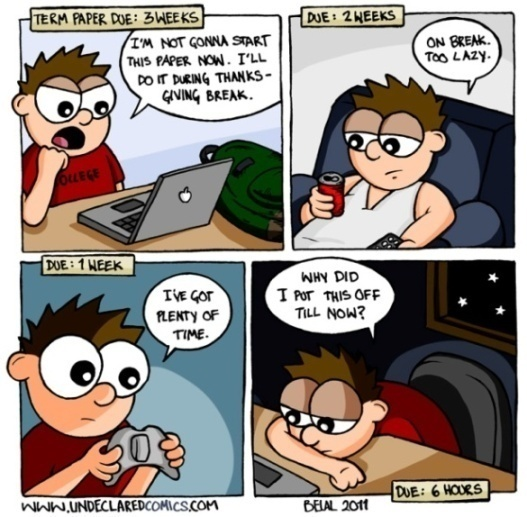 TERM PAPER DUE: 3 WEEKS
I'M NOT GONNA START
THIS PAPER NOW. I'LL
DO IT DURING THANKS-
GIVING BREAK.
COLLEGE
DUE: 2 WEEKS
ON BREAK.
TOO LAZY.
DUE: 1 WEEK
I'VE GOT
PLENTY OF
TIME.
WHY DID
I PUT THIS OFF
TILL NOW?
DUE: 6 HOURS
WWW.UNDECLAREDCOMICS.COM
BELAL 2011